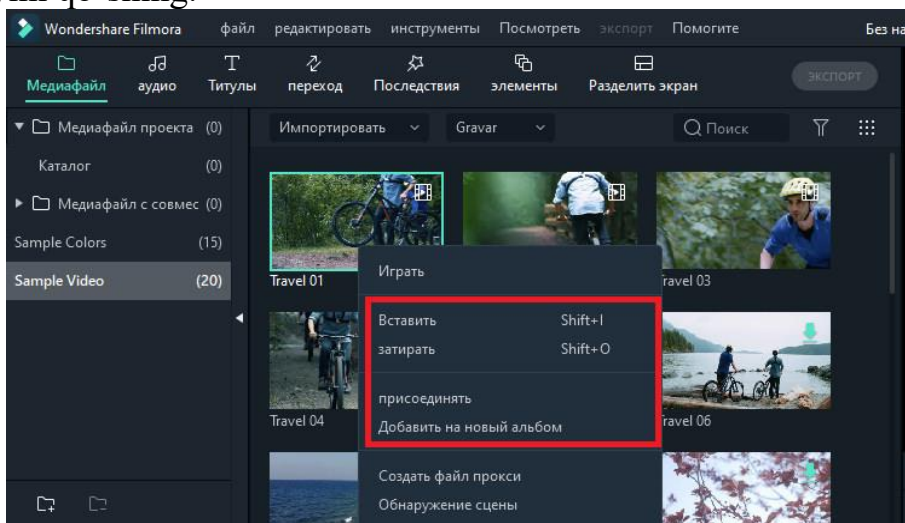 Wondershare Filmora файл редактировать инструменты Посмотреть экспорт Помогите Без на
Медиафайл аудио Титулы переход Последствия элементы Разделить экран ЭКСПОРТ
Медиафайл проекта (0)
Импортировать Gravar Поиск
Каталог (0)
Медиафайл с совмес (0)
Sample Colors (15)
Sample Video (20)
Travel 01
ravel 03
Играть
Вставить Shift+I
затирать Shift+O
присоединять
Добавить на новый альбом
Travel 04
ravel 06
Создать файл прокси
Обнаружение сцены